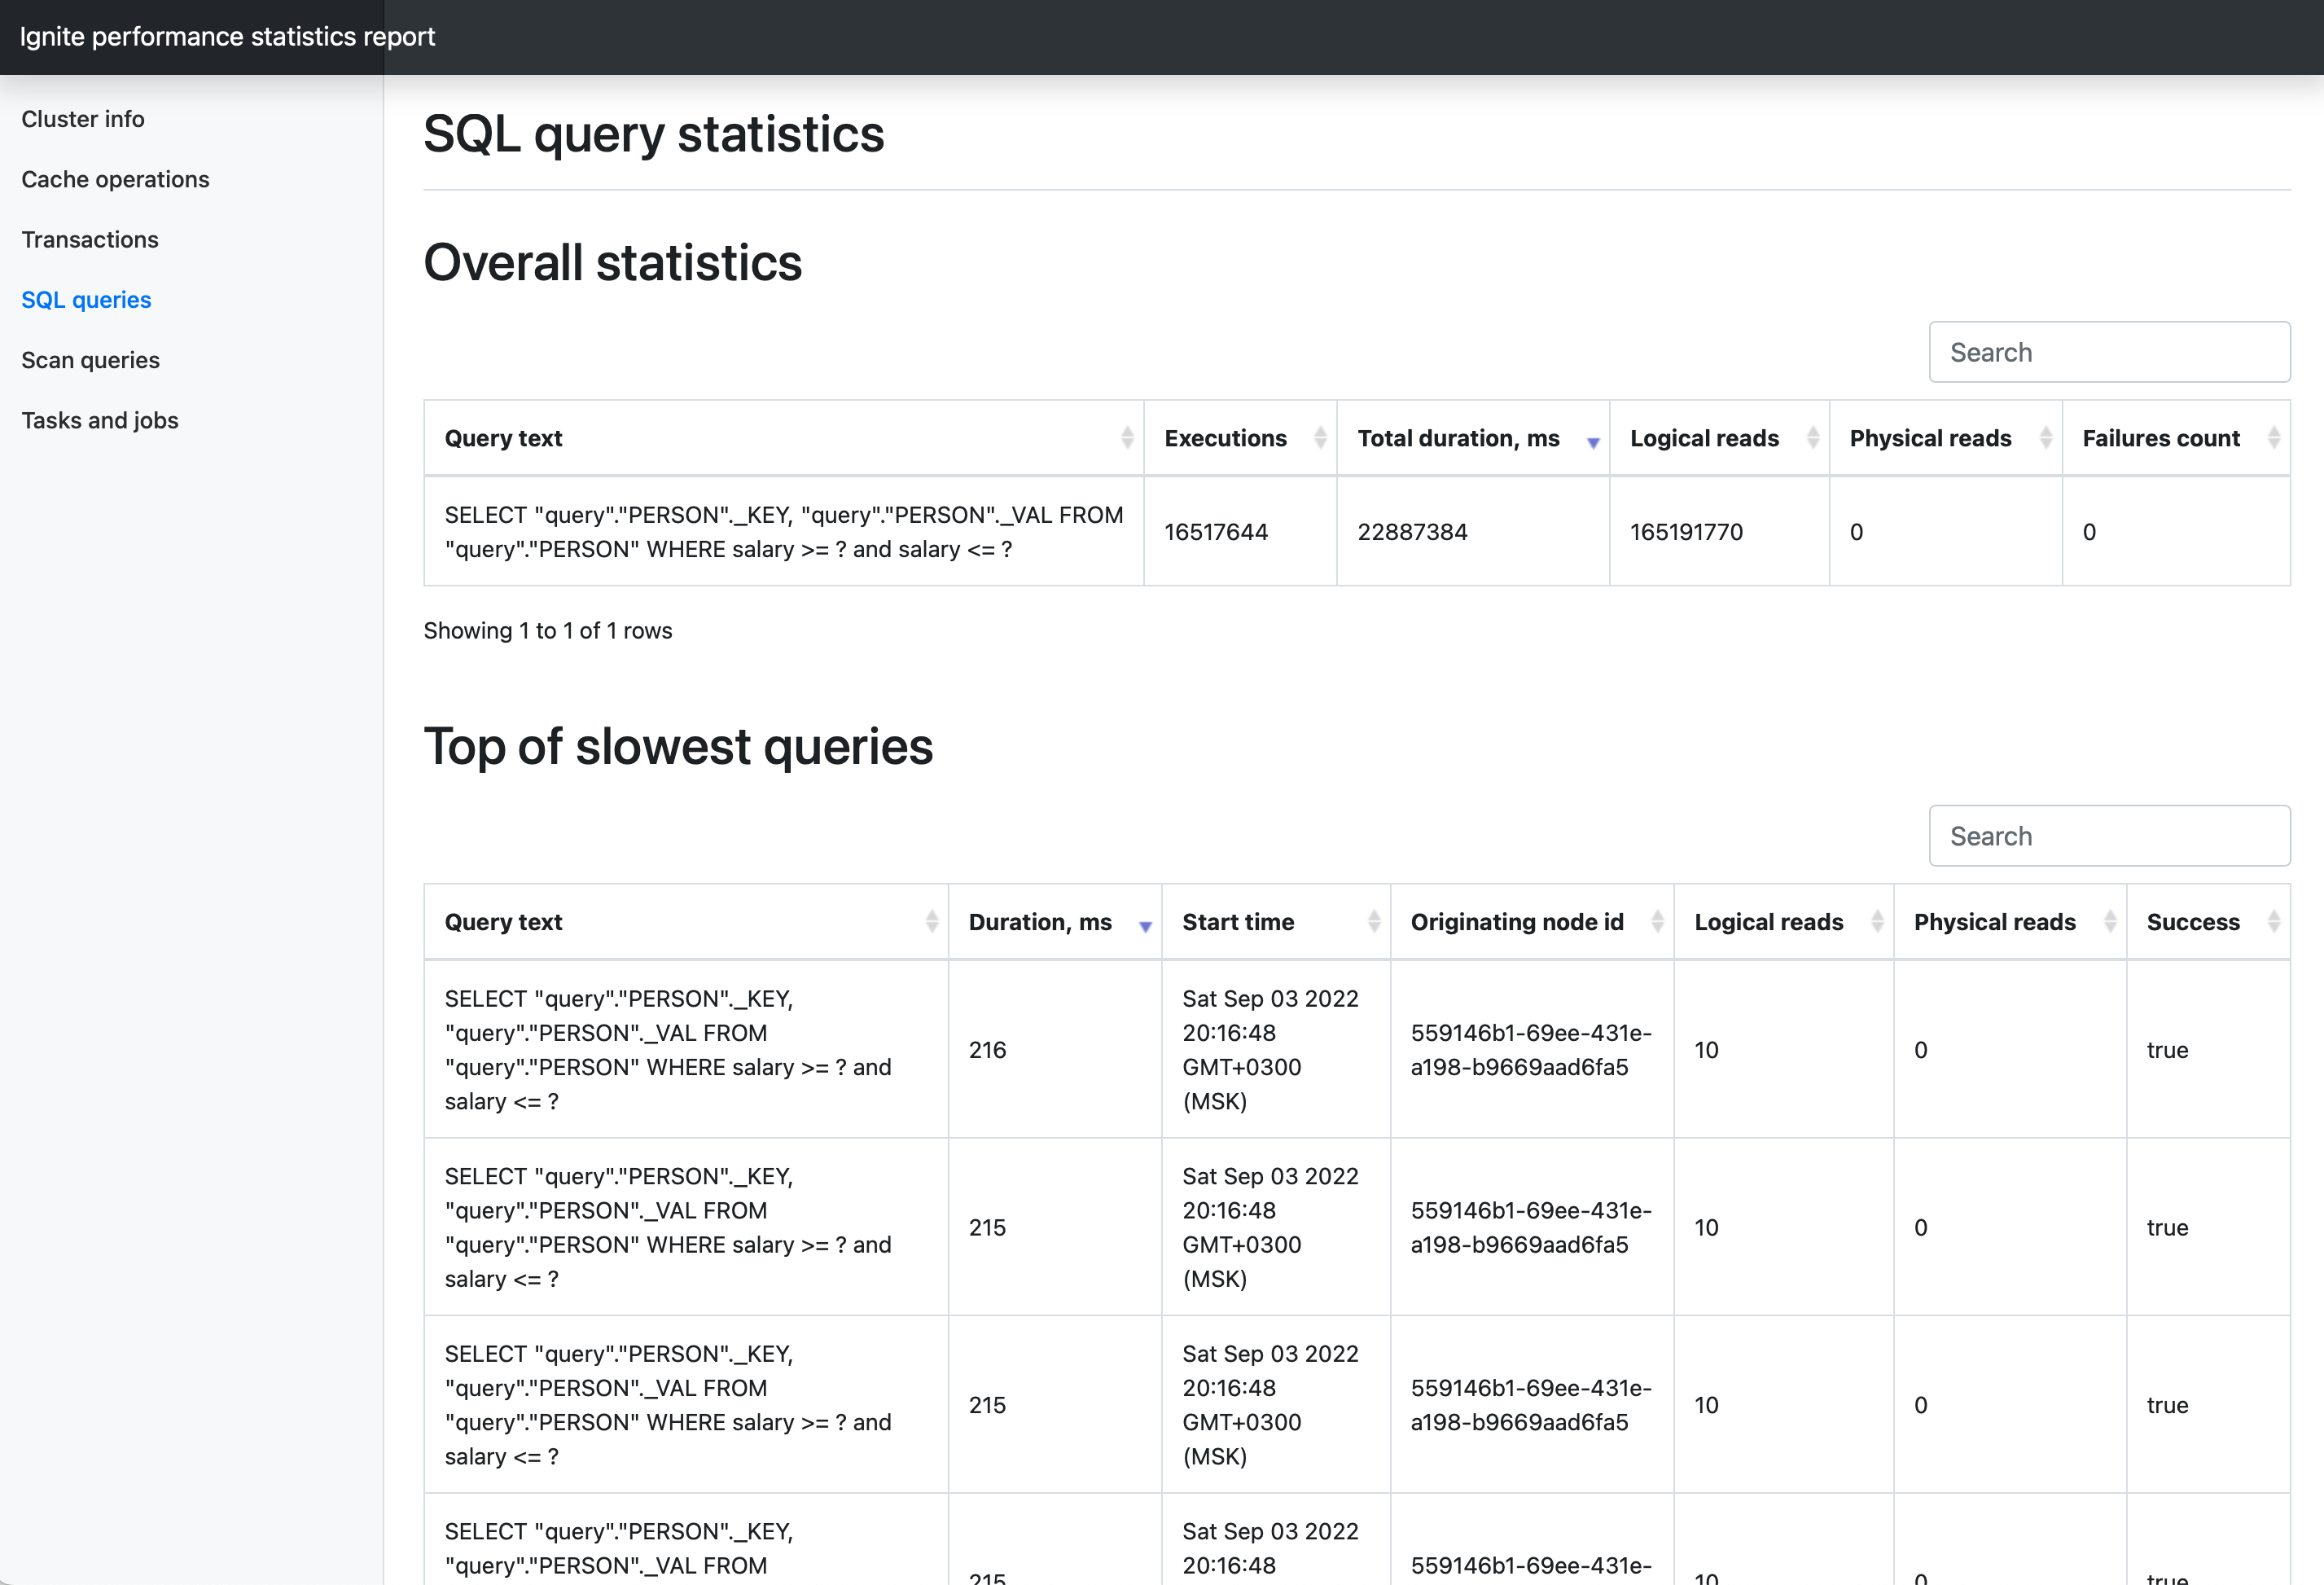 Ignite performance statistics report
Cluster info
Cache operations
Transactions
SQL queries
Scan queries
Tasks and jobs
SQL query statistics
Overall statistics
Search
Query text Executions Total duration, ms Logical reads Physical reads Failures count
SELECT "query"."PERSON"._KEY, "query"."PERSON"._VAL FROM
"query"."PERSON" WHERE salary >= ? and salary <= ?
16517644 22887384 165191770 0 0
Showing 1 to 1 of 1 rows
Top of slowest queries
Search
Query text Duration, ms Start time Originating node id Logical reads Physical reads Success
SELECT "query"."PERSON"._KEY,
"query"."PERSON"._VAL FROM
"query"."PERSON" WHERE salary >= ? and
salary <= ?
216
Sat Sep 03 2022
20:16:48
GMT+0300
(MSK)
559146b1-69ee-431e-
a198-b9669aad6fa5
10 0 true
SELECT "query"."PERSON"._KEY,
"query"."PERSON"._VAL FROM
"query"."PERSON" WHERE salary >= ? and
salary <= ?
215
Sat Sep 03 2022
20:16:48
GMT+0300
(MSK)
559146b1-69ee-431e-
a198-b9669aad6fa5
10 0 true
SELECT "query"."PERSON"._KEY,
"query"."PERSON"._VAL FROM
"query"."PERSON" WHERE salary >= ? and
salary <= ?
215
Sat Sep 03 2022
20:16:48
GMT+0300
(MSK)
559146b1-69ee-431e-
a198-b9669aad6fa5
10 0 true
SELECT "query"."PERSON"._KEY,
"query"."PERSON"._VAL FROM
215
Sat Sep 03 2022
20:16:48
559146b1-69ee-431e-
10 0 true